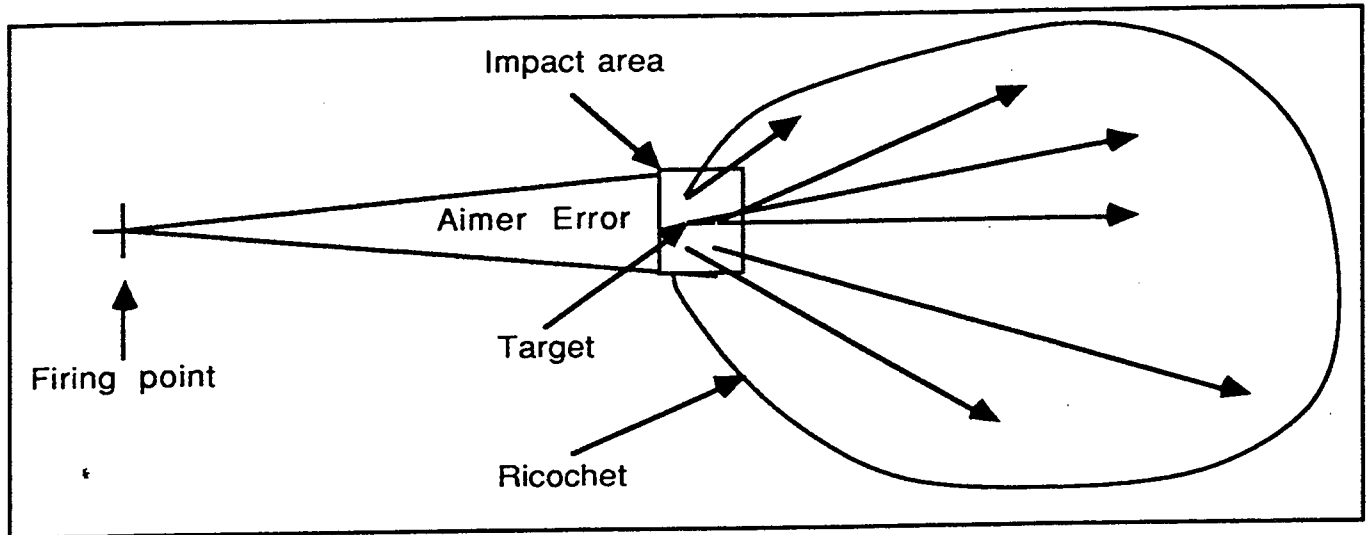 Impact area
Aimer Error
Target
Firing point
Ricochet